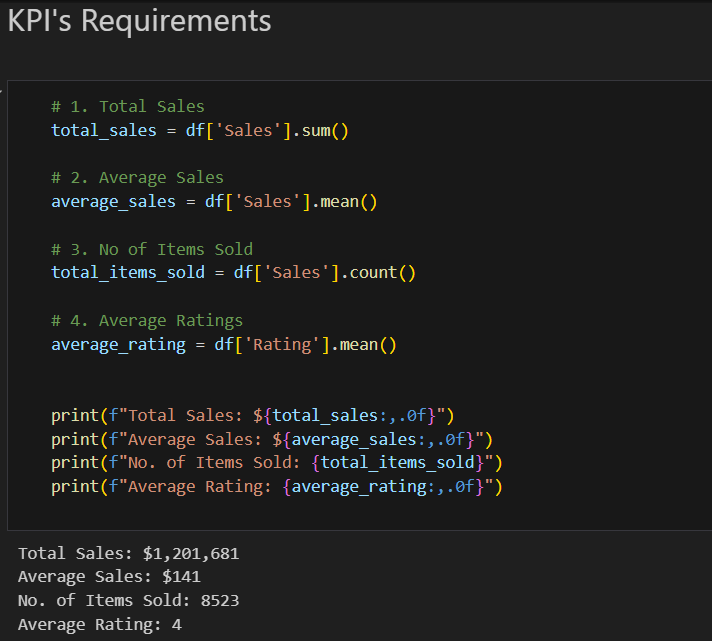 KPI's Requirements
# 1. Total Sales
total_sales = df['Sales'].sum()
# 2. Average Sales
average_sales = df['Sales'].mean()
# 3. No of Items Sold
total_items_sold = df['Sales'].count()
# 4. Average Ratings
average_rating = df['Rating'].mean()
print(f"Total Sales: ${total_sales:,.0f}")
print(f"Average Sales: ${average_sales:,.0f}")
print(f"No. of Items Sold: {total_items_sold}")
print(f"Average Rating: {average_rating:,.0f}")
Total Sales: $1,201,681
Average Sales: $141
No. of Items Sold: 8523
Average Rating: 4